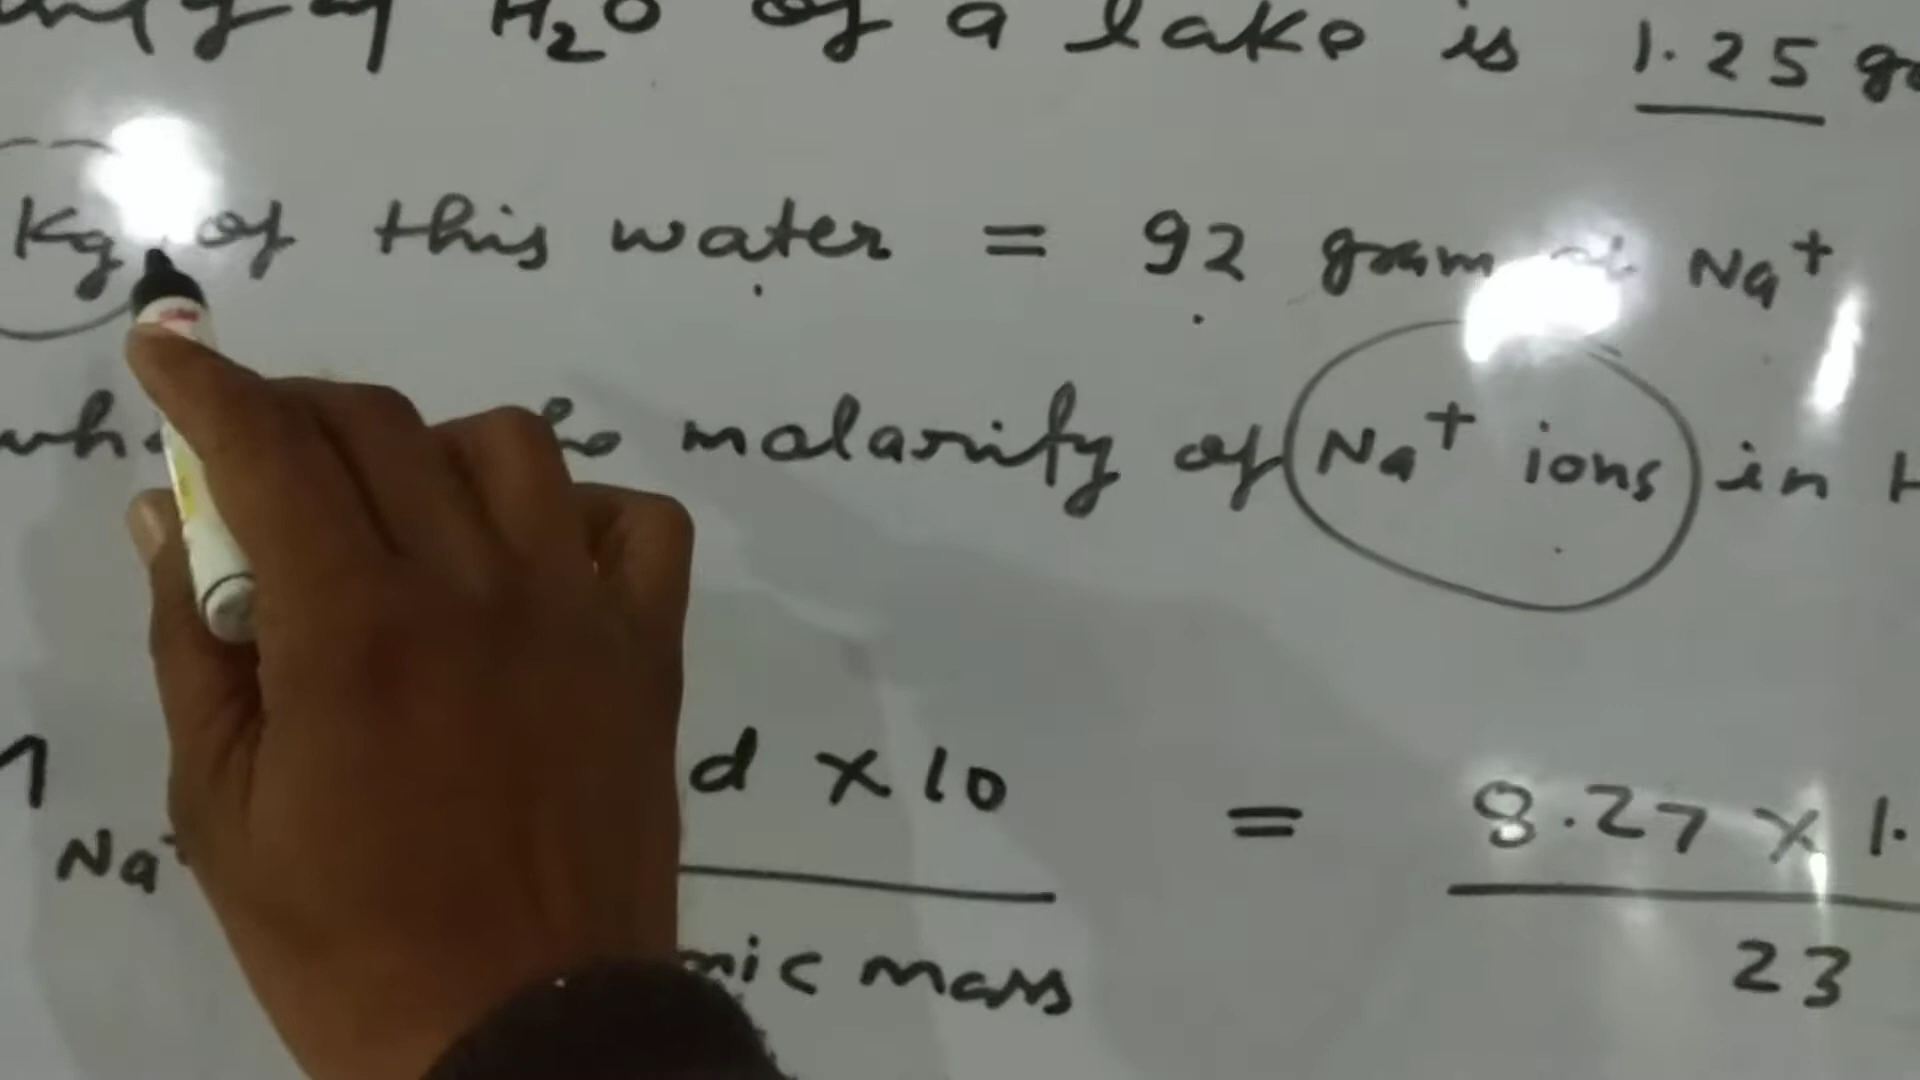 H₂O of a lake is 1.25
Kg of this water = 92 gram Na⁺
molarity of Na⁺ ions in
Na⁺ d × 10 = 8.27 × 1.
mass 23